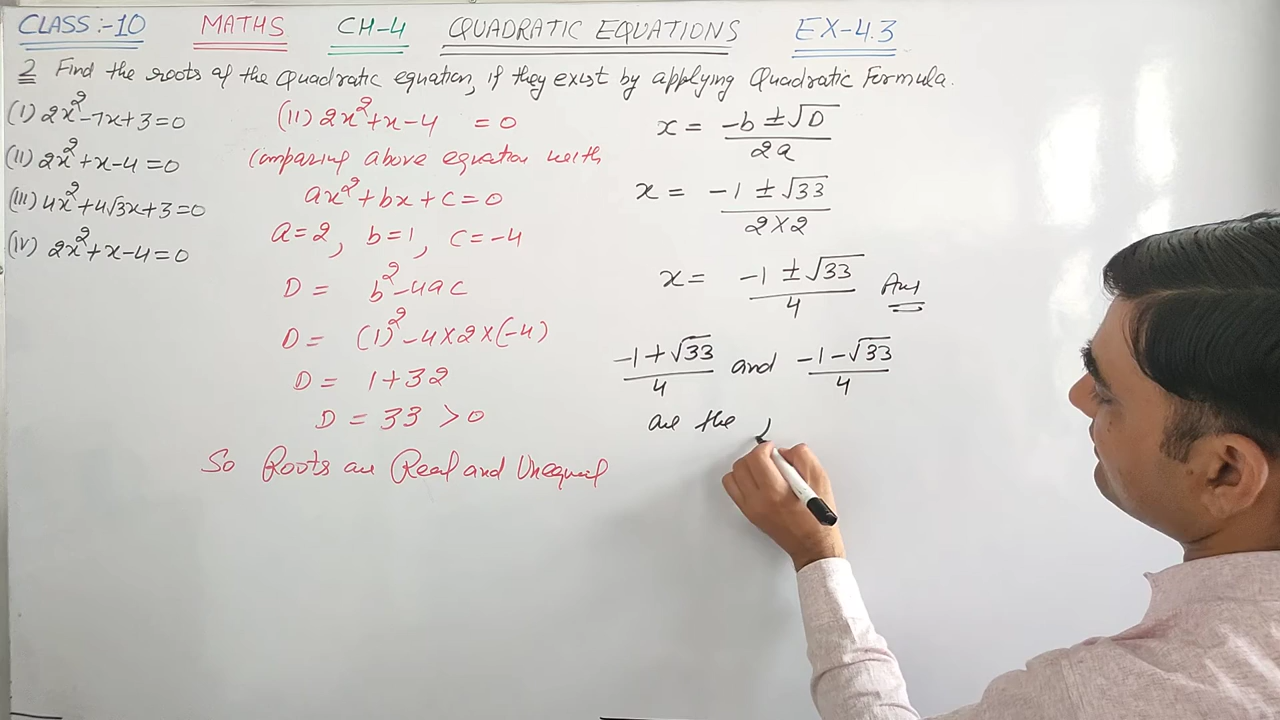 CLASS:-10 MATHS CH-4 QUADRATIC EQUATIONS EX-4.3
2 Find the roots of the Quadratic equation, if they exist by applying Quadratic Formula.
(I) 2x²-7x+3=0
(II) 2x²+x-4=0
(III) 4x²+4√3x+3=0
(IV) 2x²+x-4=0
(II) 2x²+x-4 =0
Comparing above equation with
ax²+bx+c=0
a=2, b=1, c=-4
D = b²-4ac
D = (1)²-4×2×(-4)
D = 1+32
D = 33 >0
So Roots are Real and Unequal
x = -b±√D
2a
x = -1±√33
2×2
x = -1±√33
4 Ans
-1+√33 and -1-√33
4 4
are the